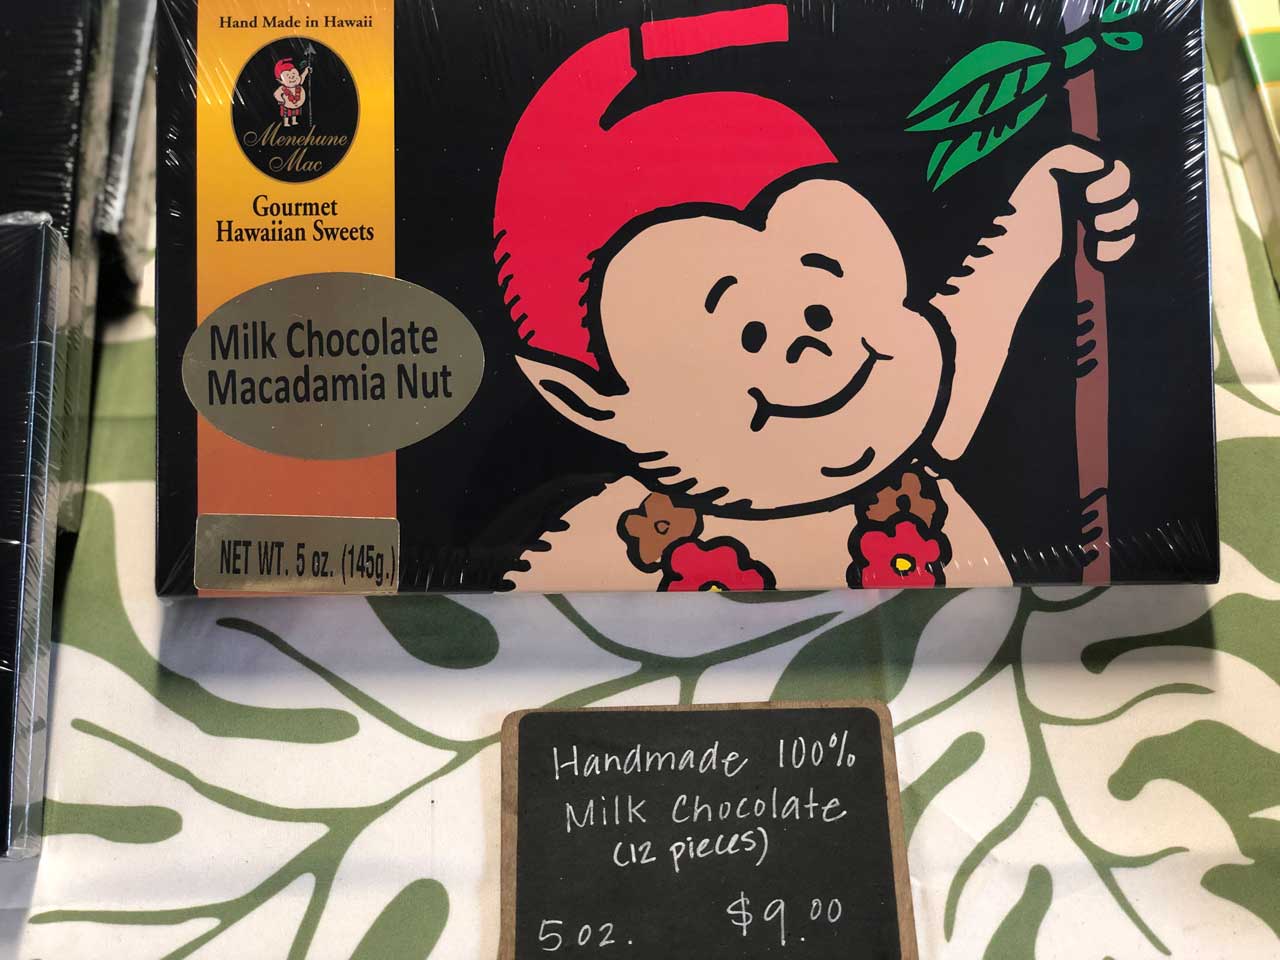 Hand Made in Hawaii
Menehune
Mac
Gourmet
Hawaiian Sweets
Milk Chocolate
Macadamia Nut
NET WT. 5 oz. (145g.)
Handmade 100%
Milk Chocolate
(12 pieces)
$9.00
5 oz.